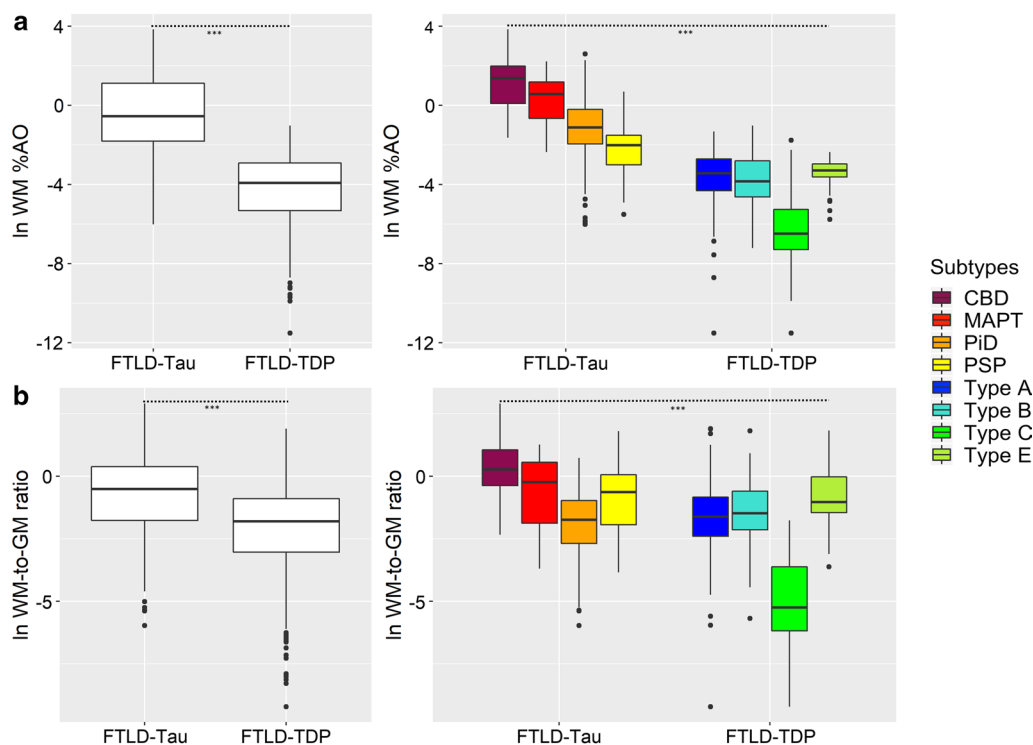 a
ln WM %AO
4
0
-4
-8
-12
***
FTLD-Tau
FTLD-TDP
ln WM %AO
4
0
-4
-8
-12
***
FTLD-Tau
FTLD-TDP
Subtypes
CBD
MAPT
PiD
PSP
Type A
Type B
Type C
Type E
b
ln WM-to-GM ratio
0
-5
***
FTLD-Tau
FTLD-TDP
ln WM-to-GM ratio
0
-5
***
FTLD-Tau
FTLD-TDP